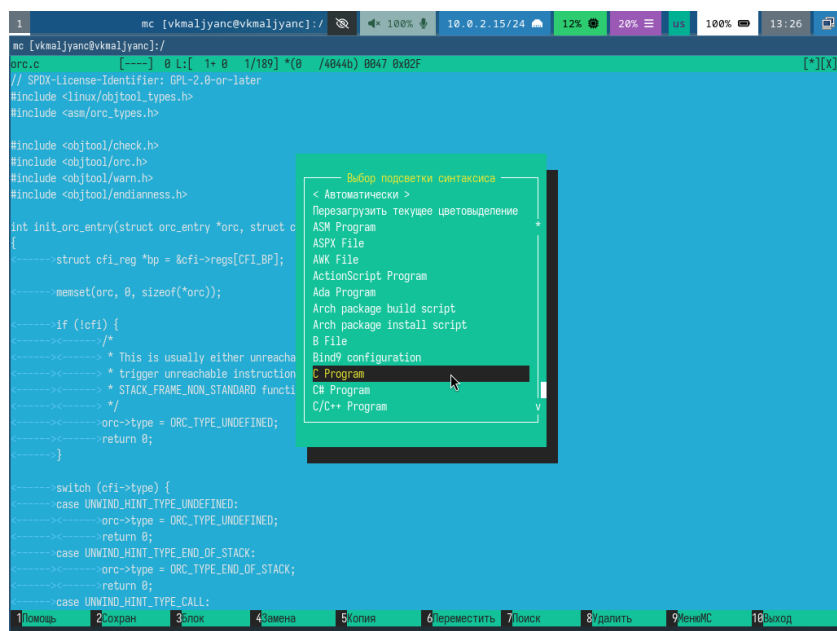 1 mc [vkmaljyanc@vkmaljyanc]:/ 100% 10.0.2.15/24 12% 20% us 100% 13:26
mc [vkmaljyanc@vkmaljyanc]:/
orc.c [----] 0 L:[ 1+ 0 1/189] *(0 /4044b) 0047 0x02F [*][X]
// SPDX-License-Identifier: GPL-2.0-or-later
#include <linux/objtool_types.h>
#include <asm/orc_types.h>
#include <objtool/check.h>
#include <objtool/orc.h>
#include <objtool/warn.h>
#include <objtool/endianness.h>
int init_orc_entry(struct orc_entry *orc, struct c
{
<------>struct cfi_reg *bp = &cfi->regs[CFI_BP];
<------>memset(orc, 0, sizeof(*orc));
<------>if (!cfi) {
<------><------>/*
<------><------> * This is usually either unreacha
<------><------> * trigger unreachable instruction
<------><------> * STACK_FRAME_NON_STANDARD functi
<------><------> */
<------><------>orc->type = ORC_TYPE_UNDEFINED;
<------><------>return 0;
<------>}
<------>switch (cfi->type) {
<------>case UNWIND_HINT_TYPE_UNDEFINED:
<------><------>orc->type = ORC_TYPE_UNDEFINED;
<------><------>return 0;
<------>case UNWIND_HINT_TYPE_END_OF_STACK:
<------><------>orc->type = ORC_TYPE_END_OF_STACK;
<------><------>return 0;
<------>case UNWIND_HINT_TYPE_CALL:
Выбор подсветки синтаксиса
< Автоматически >
Перезагрузить текущее цветовыделение
ASM Program *
ASPX File
AWK File
ActionScript Program
Ada Program
Arch package build script
Arch package install script
B File
Bind9 configuration
C Program
C# Program
C/C++ Program v
1Помощь 2Сохран 3Блок 4Замена 5Копия 6Переместить 7Поиск 8Удалить 9МенюMC 10Выход